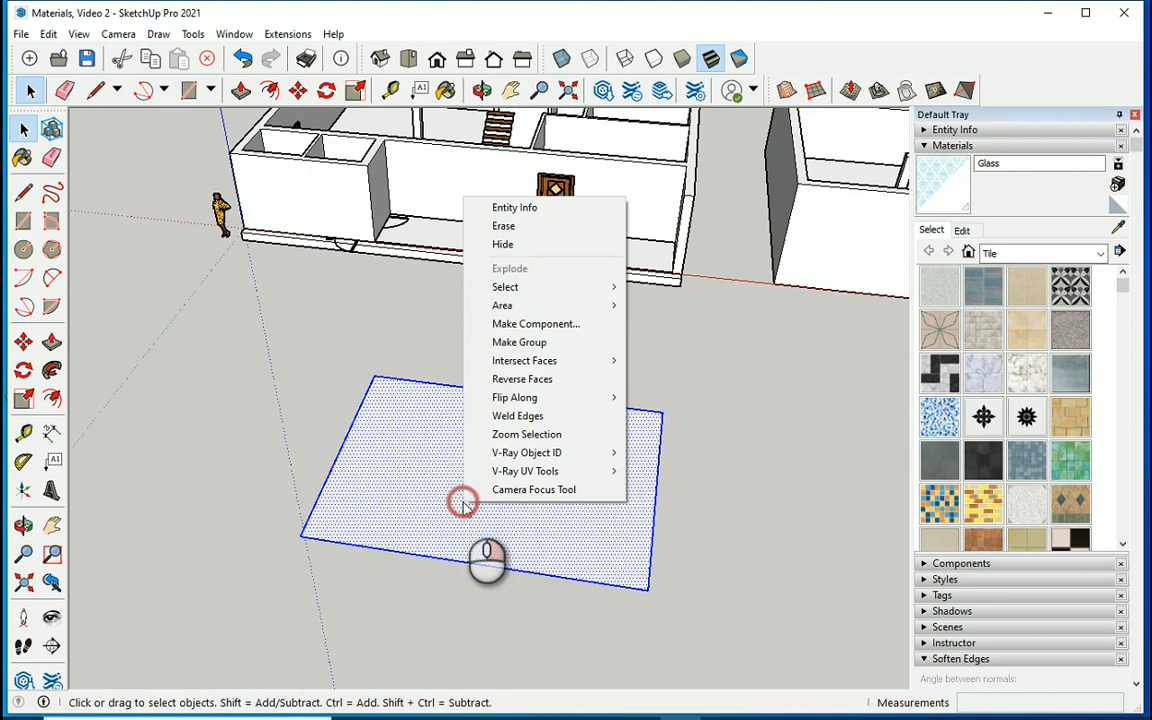 Materials, Video 2 - SketchUp Pro 2021
File Edit View Camera Draw Tools Window Extensions Help
A1
Default Tray
Entity Info
Materials
Glass
Select Edit
Tile
Entity Info
Erase
Hide
Explode
Select
Area
Make Component...
Make Group
Intersect Faces
Reverse Faces
Flip Along
Weld Edges
Zoom Selection
V-Ray Object ID
V-Ray UV Tools
Camera Focus Tool
A1
Components
Styles
Tags
Shadows
Scenes
Instructor
Soften Edges
Angle between normals:
Click or drag to select objects. Shift = Add/Subtract. Ctrl = Add. Shift + Ctrl = Subtract.
Measurements